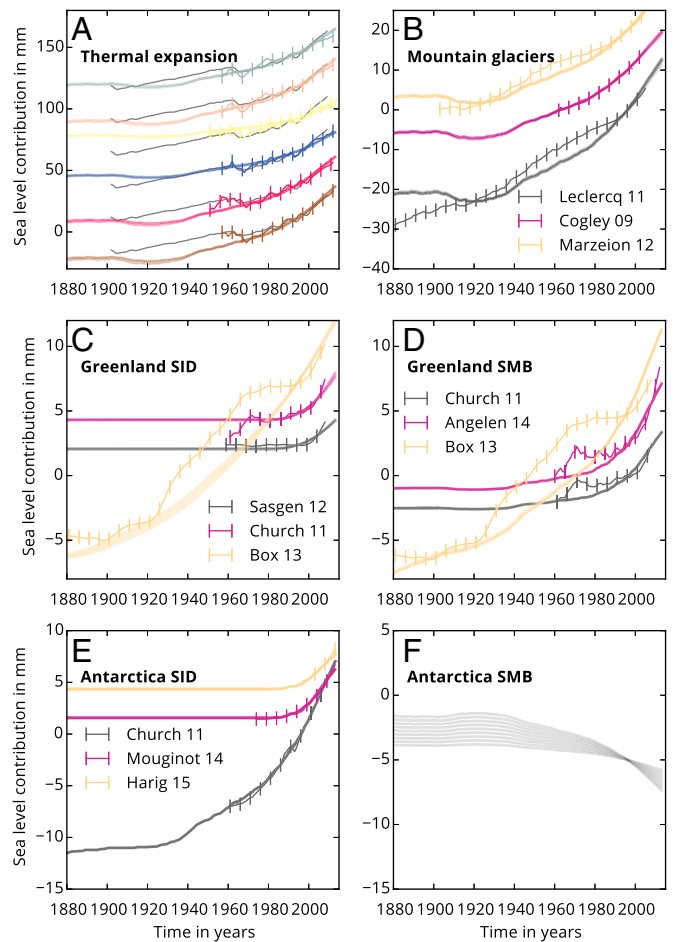 A
Thermal expansion
Sea level contribution in mm
150
100
50
0
1880 1900 1920 1940 1960 1980 2000
B
Mountain glaciers
20
10
0
−10
−20
−30
−40
Leclercq 11
Cogley 09
Marzeion 12
1880 1900 1920 1940 1960 1980 2000
C
Greenland SID
Sea level contribution in mm
10
5
0
−5
Sasgen 12
Church 11
Box 13
1880 1900 1920 1940 1960 1980 2000
D
Greenland SMB
10
5
0
−5
Church 11
Angelen 14
Box 13
1880 1900 1920 1940 1960 1980 2000
E
Antarctica SID
Sea level contribution in mm
10
5
0
−5
−10
−15
Church 11
Mouginot 14
Harig 15
1880 1900 1920 1940 1960 1980 2000
Time in years
F
Antarctica SMB
5
0
−5
−10
−15
1880 1900 1920 1940 1960 1980 2000
Time in years